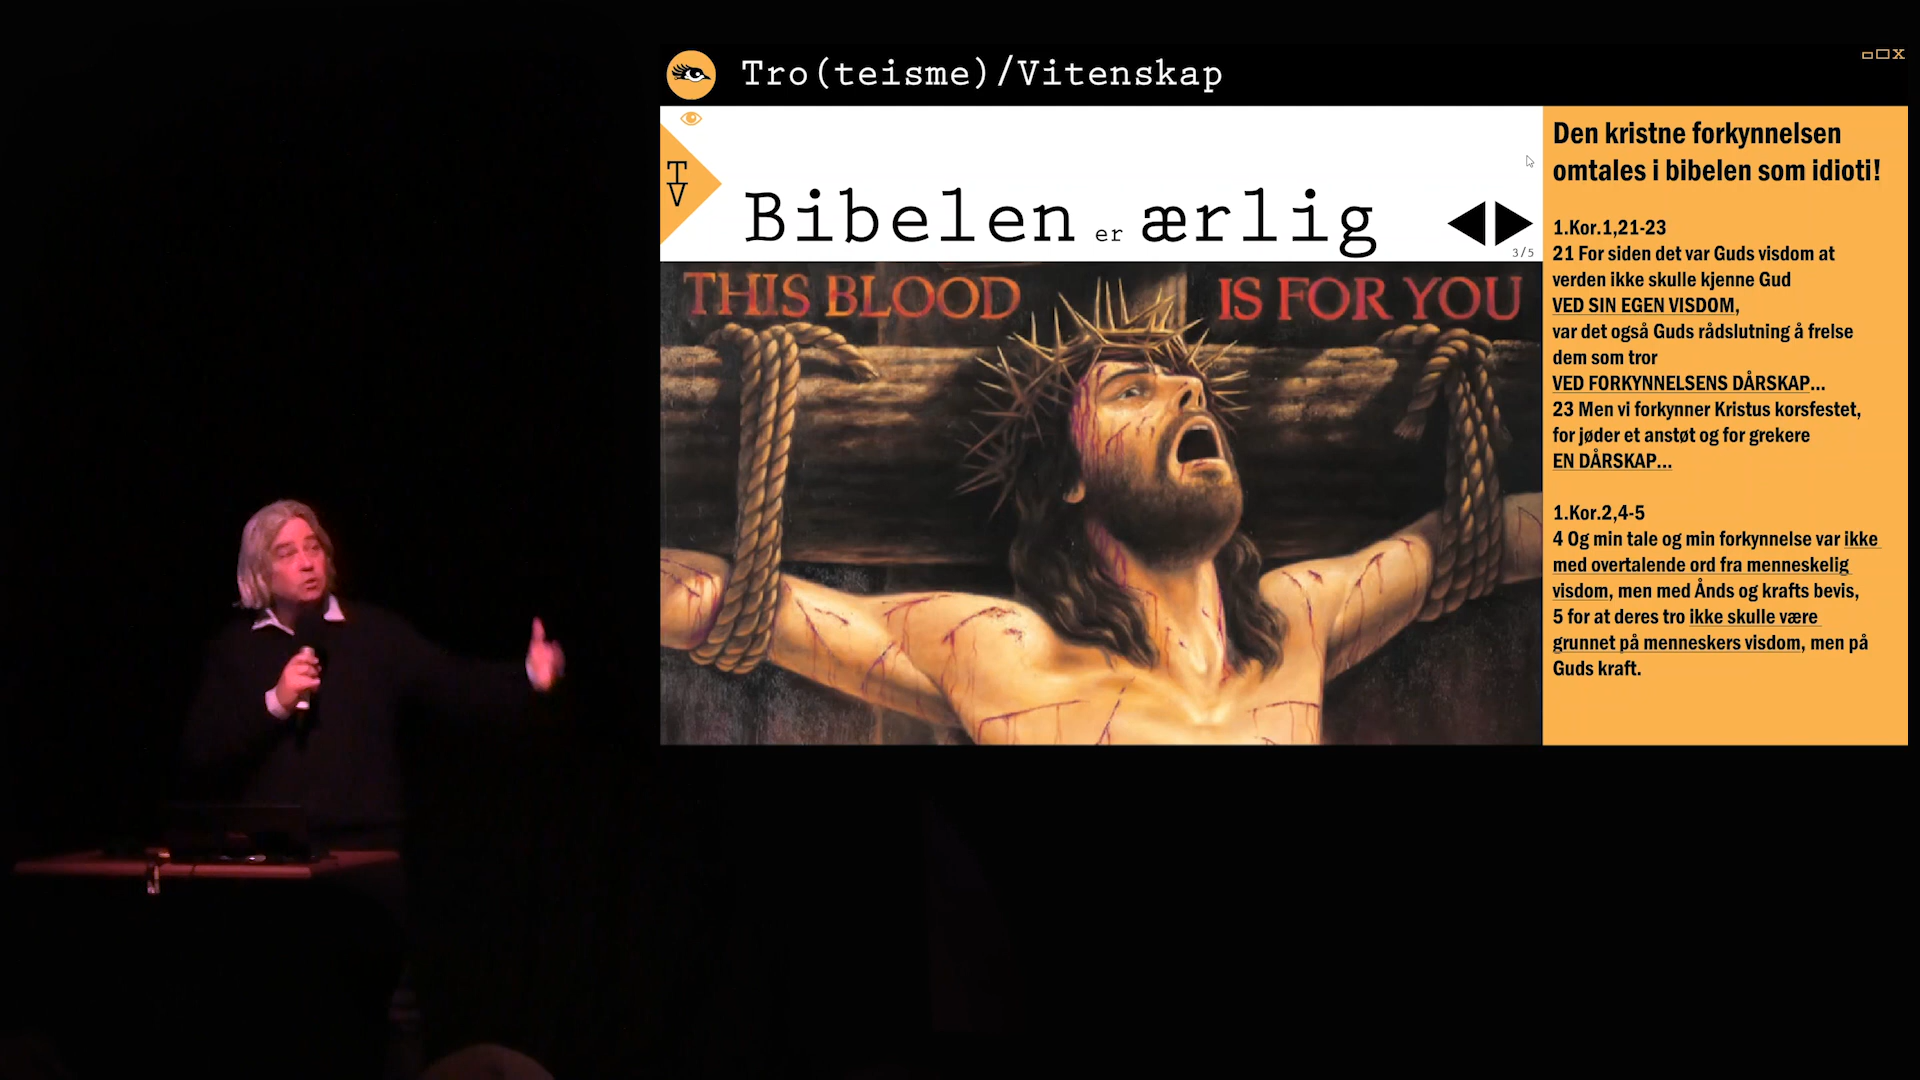 Tro(teisme)/Vitenskap
T
V
Bibelen er ærlig
3/5
THIS BLOOD IS FOR YOU
Den kristne forkynnelsen
omtales i bibelen som idioti!
1.Kor.1,21-23
21 For siden det var Guds visdom at
verden ikke skulle kjenne Gud
VED SIN EGEN VISDOM,
var det også Guds rådslutning å frelse
dem som tror
VED FORKYNNELSENS DÅRSKAP...
23 Men vi forkynner Kristus korsfestet,
for jøder et anstøt og for grekere
EN DÅRSKAP...
1.Kor.2,4-5
4 Og min tale og min forkynnelse var ikke
med overtalende ord fra menneskelig
visdom, men med Ånds og krafts bevis,
5 for at deres tro ikke skulle være
grunnet på menneskers visdom, men på
Guds kraft.